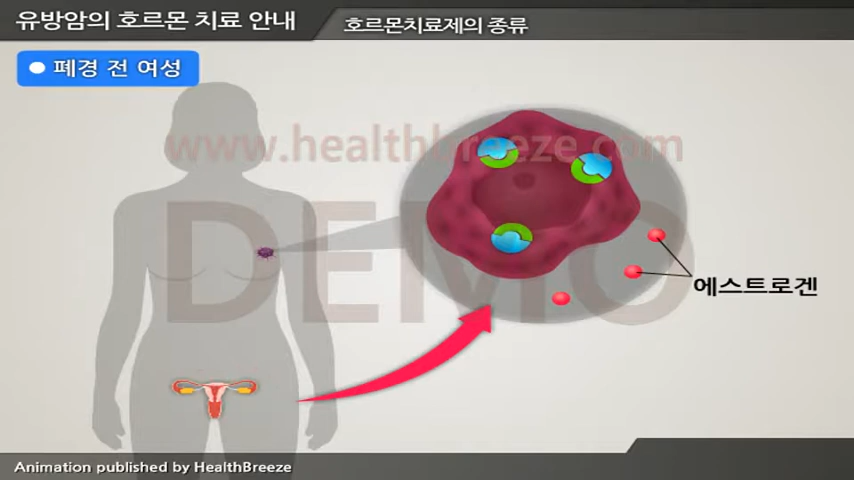 유방암의 호르몬 치료 안내
호르몬치료제의 종류
폐경 전 여성
www.healthbreeze.com
DEMO
에스트로겐
Animation published by HealthBreeze